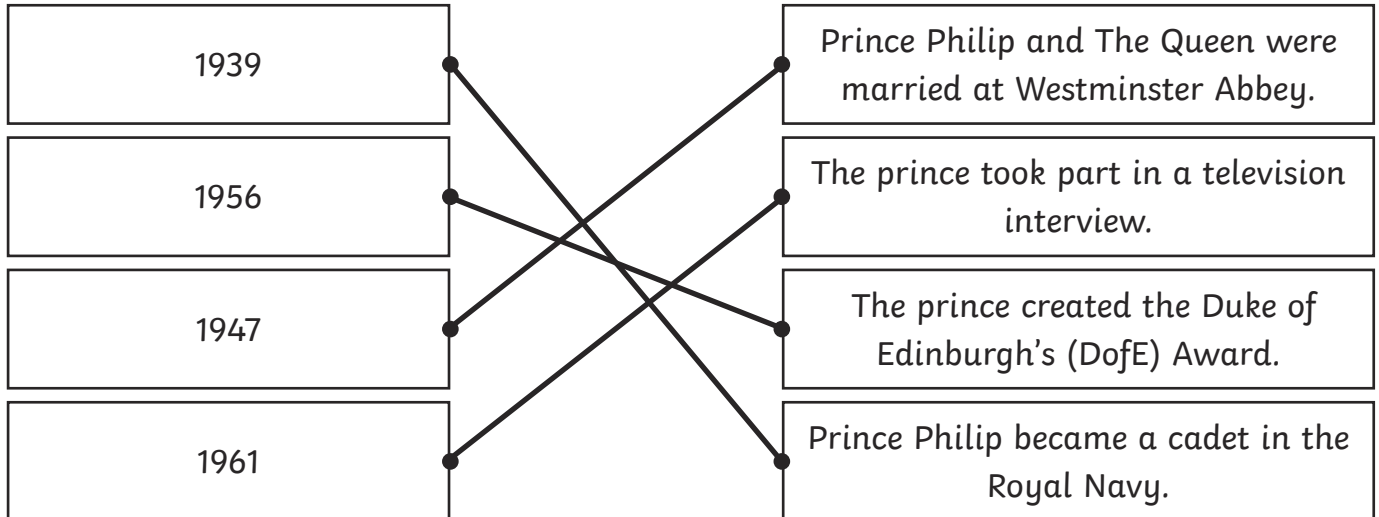 1939
Prince Philip and The Queen were
married at Westminster Abbey.
1956
The prince took part in a television
interview.
1947
The prince created the Duke of
Edinburgh's (DofE) Award.
1961
Prince Philip became a cadet in the
Royal Navy.